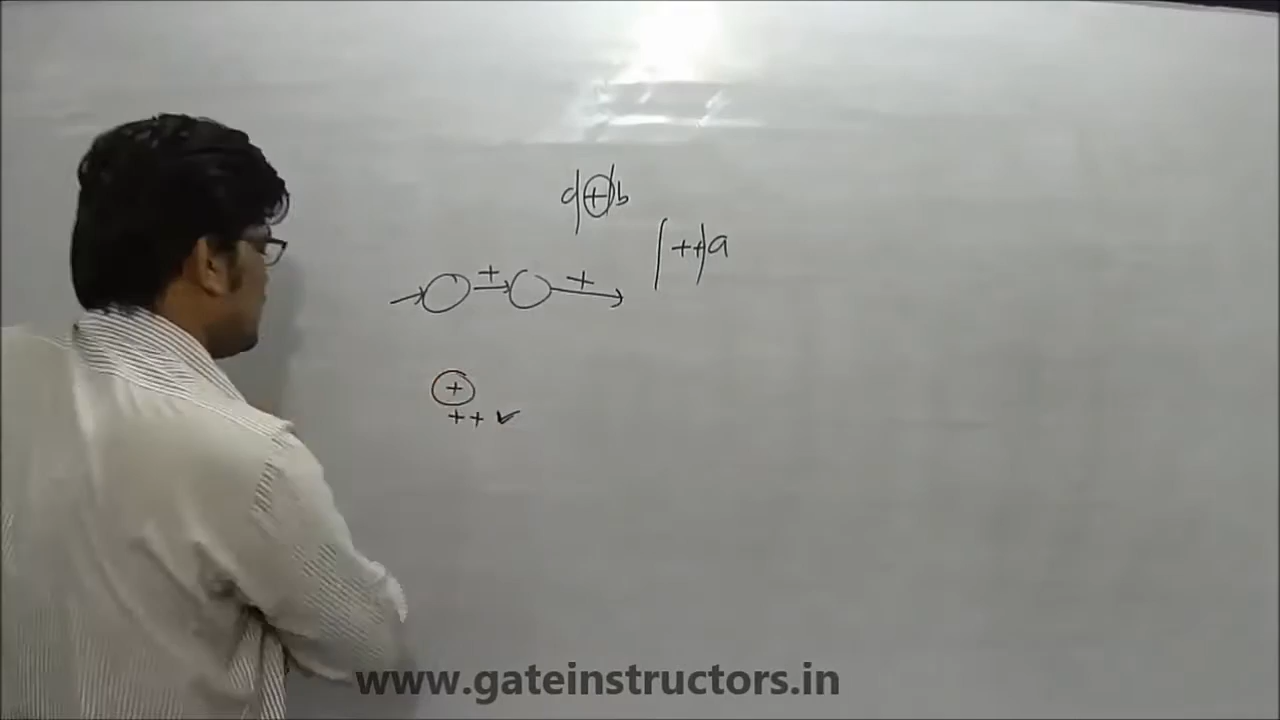 a|+|b
|++|a
+ +
+
++ ✓
www.gateinstructors.in